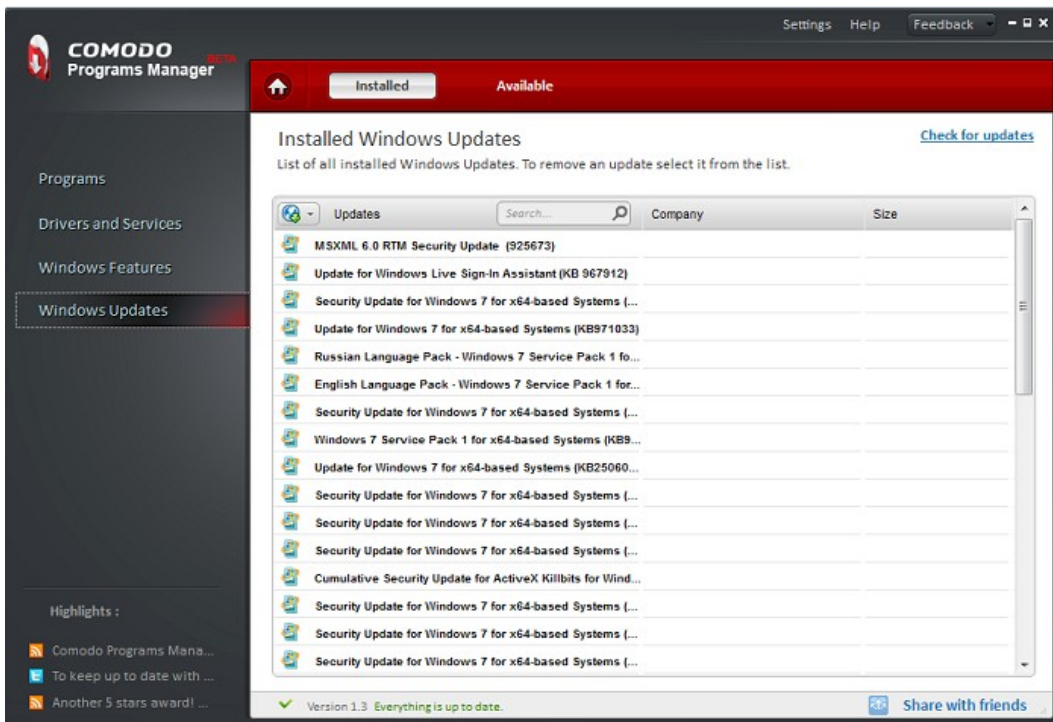 Settings Help Feedback
COMODO
BETA
Programs Manager
Installed Available
Installed Windows Updates Check for updates
List of all installed Windows Updates. To remove an update select it from the list.
Programs
Drivers and Services
Windows Features
Windows Updates
Updates Search... Company Size
MSXML 6.0 RTM Security Update (925673)
Update for Windows Live Sign-In Assistant (KB 967912)
Security Update for Windows 7 for x64-based Systems (...
Update for Windows 7 for x64-based Systems (KB971033)
Russian Language Pack - Windows 7 Service Pack 1 fo...
English Language Pack - Windows 7 Service Pack 1 for...
Security Update for Windows 7 for x64-based Systems (...
Windows 7 Service Pack 1 for x64-based Systems (KB9...
Update for Windows 7 for x64-based Systems (KB25060...
Security Update for Windows 7 for x64-based Systems (...
Security Update for Windows 7 for x64-based Systems (...
Security Update for Windows 7 for x64-based Systems (...
Cumulative Security Update for ActiveX Killbits for Wind...
Security Update for Windows 7 for x64-based Systems (...
Security Update for Windows 7 for x64-based Systems (...
Security Update for Windows 7 for x64-based Systems (...
Highlights :
Comodo Programs Mana...
To keep up to date with ...
Another 5 stars award! ...
Version 1.3 Everything is up to date. Share with friends